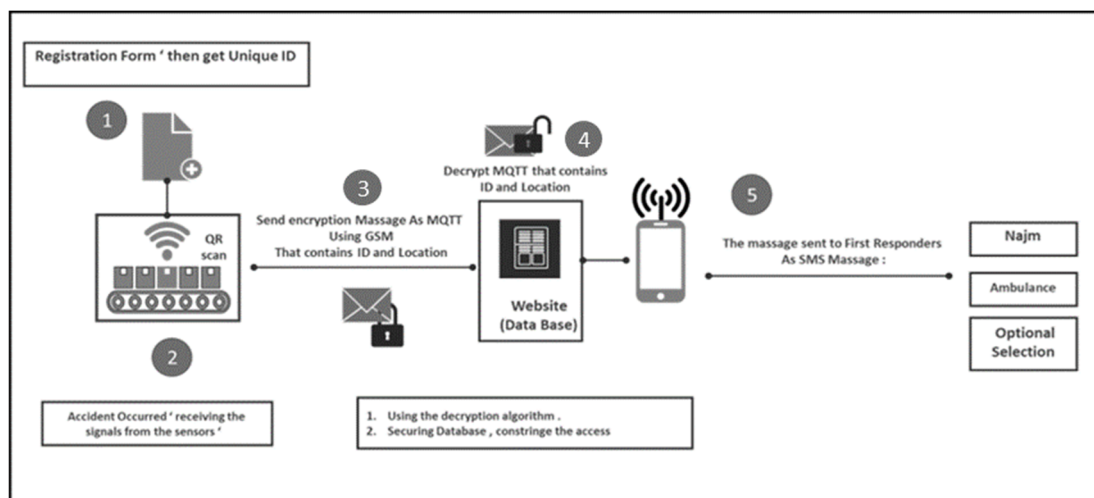 Registration Form ‘ then get Unique ID
1
QR
scan
2
Accident Occurred ‘ receiving the
signals from the sensors ‘
3
Send encryption Massage As MQTT
Using GSM
That contains ID and Location
4
Decrypt MQTT that contains
ID and Location
Website
(Data Base)
1. Using the decryption algorithm .
2. Securing Database , constringe the access
5
The massage sent to First Responders
As SMS Massage :
Najm
Ambulance
Optional
Selection